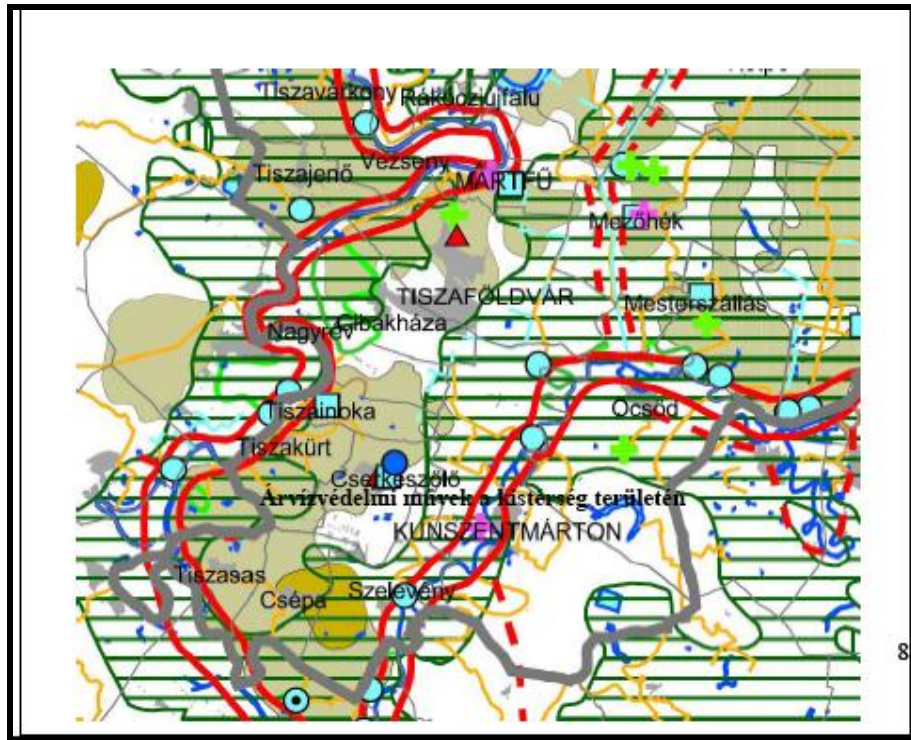 Tiszavárkony
Rákócziújfalu
Vezseny
Tiszajenő
MÁRTFŰ
Mezőhék
TISZAFÖLDVÁR
Mesterszállás
Cibakháza
Nagyrév
Öcsöd
Tiszainoka
Tiszakürt
Cserkeszőlő
Árvízvédelmi művek a kistérség területén
KUNSZENTMÁRTON
Tiszasas
Szelevény
Csépa
8